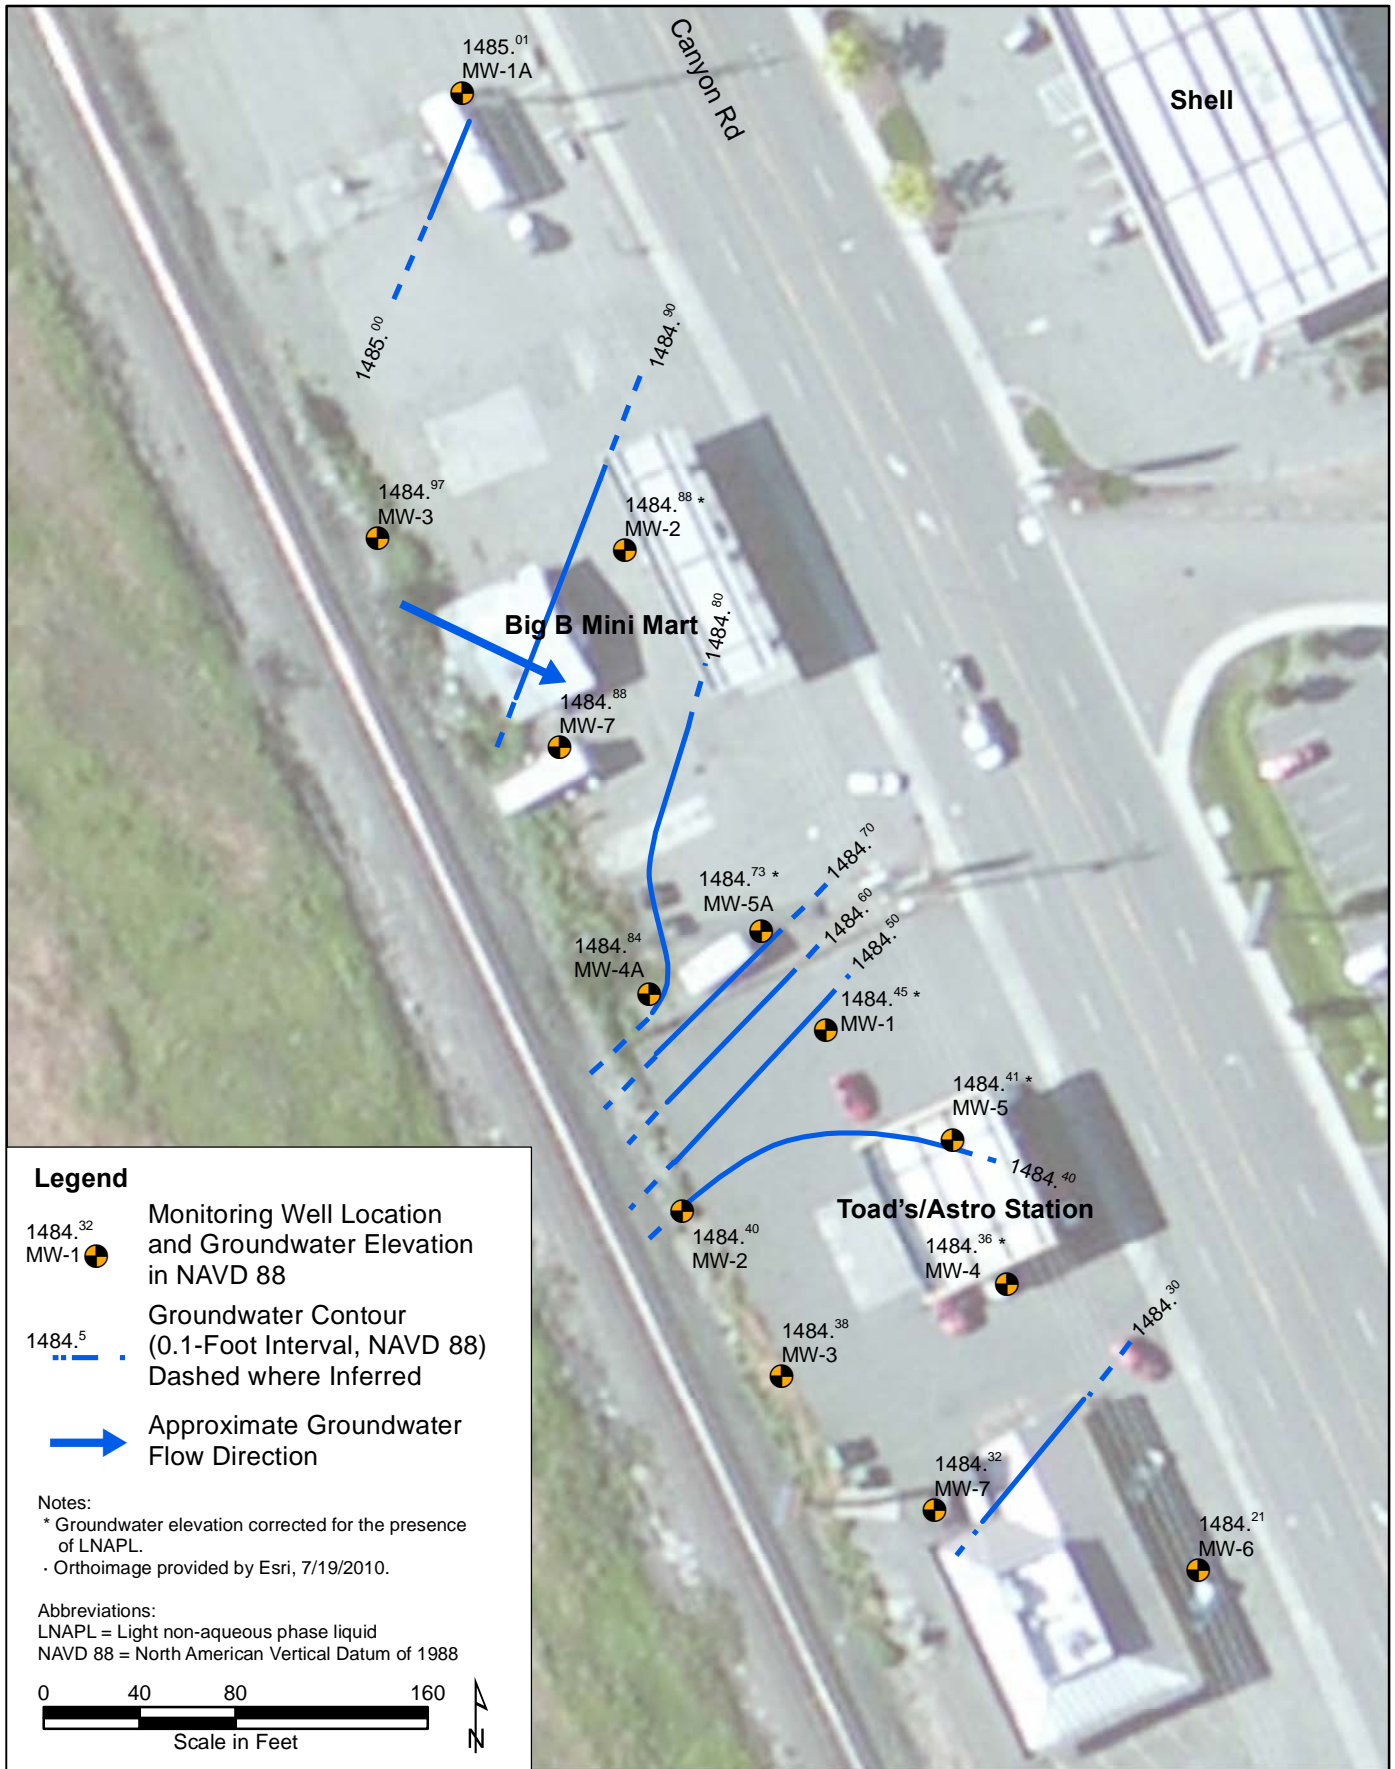 1485.01
MW-1A
Canyon Rd
Shell
1485.00
1484.90
1484.97
MW-3
1484.88 *
MW-2
Big B Mini Mart
1484.80
1484.88
MW-7
1484.70
1484.73 *
MW-5A
1484.60
1484.50
1484.84
MW-4A
1484.45 *
MW-1
1484.41 *
MW-5
1484.40
Toad's/Astro Station
1484.40
MW-2
1484.36 *
MW-4
1484.30
1484.38
MW-3
1484.32
MW-7
1484.21
MW-6
Legend
1484.32
MW-1
Monitoring Well Location
and Groundwater Elevation
in NAVD 88
1484.5
Groundwater Contour
(0.1-Foot Interval, NAVD 88)
Dashed where Inferred
Approximate Groundwater
Flow Direction
Notes:
* Groundwater elevation corrected for the presence
of LNAPL.
· Orthoimage provided by Esri, 7/19/2010.
Abbreviations:
LNAPL = Light non-aqueous phase liquid
NAVD 88 = North American Vertical Datum of 1988
0 40 80 160
Scale in Feet
N